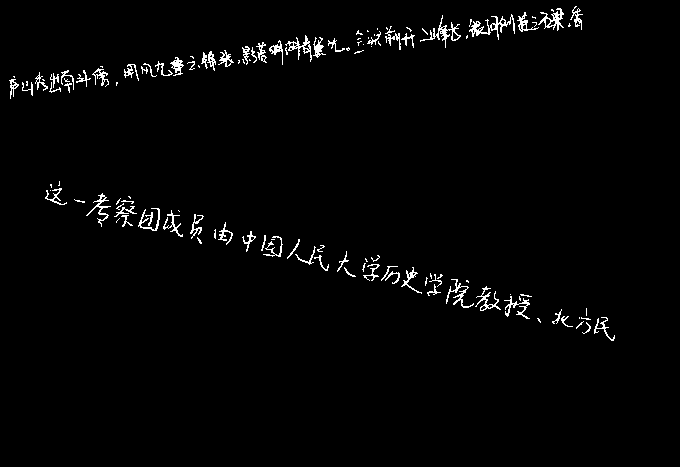 庐山秀出南斗傍,屏风九叠云锦张,影落明湖青黛光。金阙前开二峰长,银河倒挂三石梁,香
这一考察团成员由中国人民大学历史学院教授、北方民